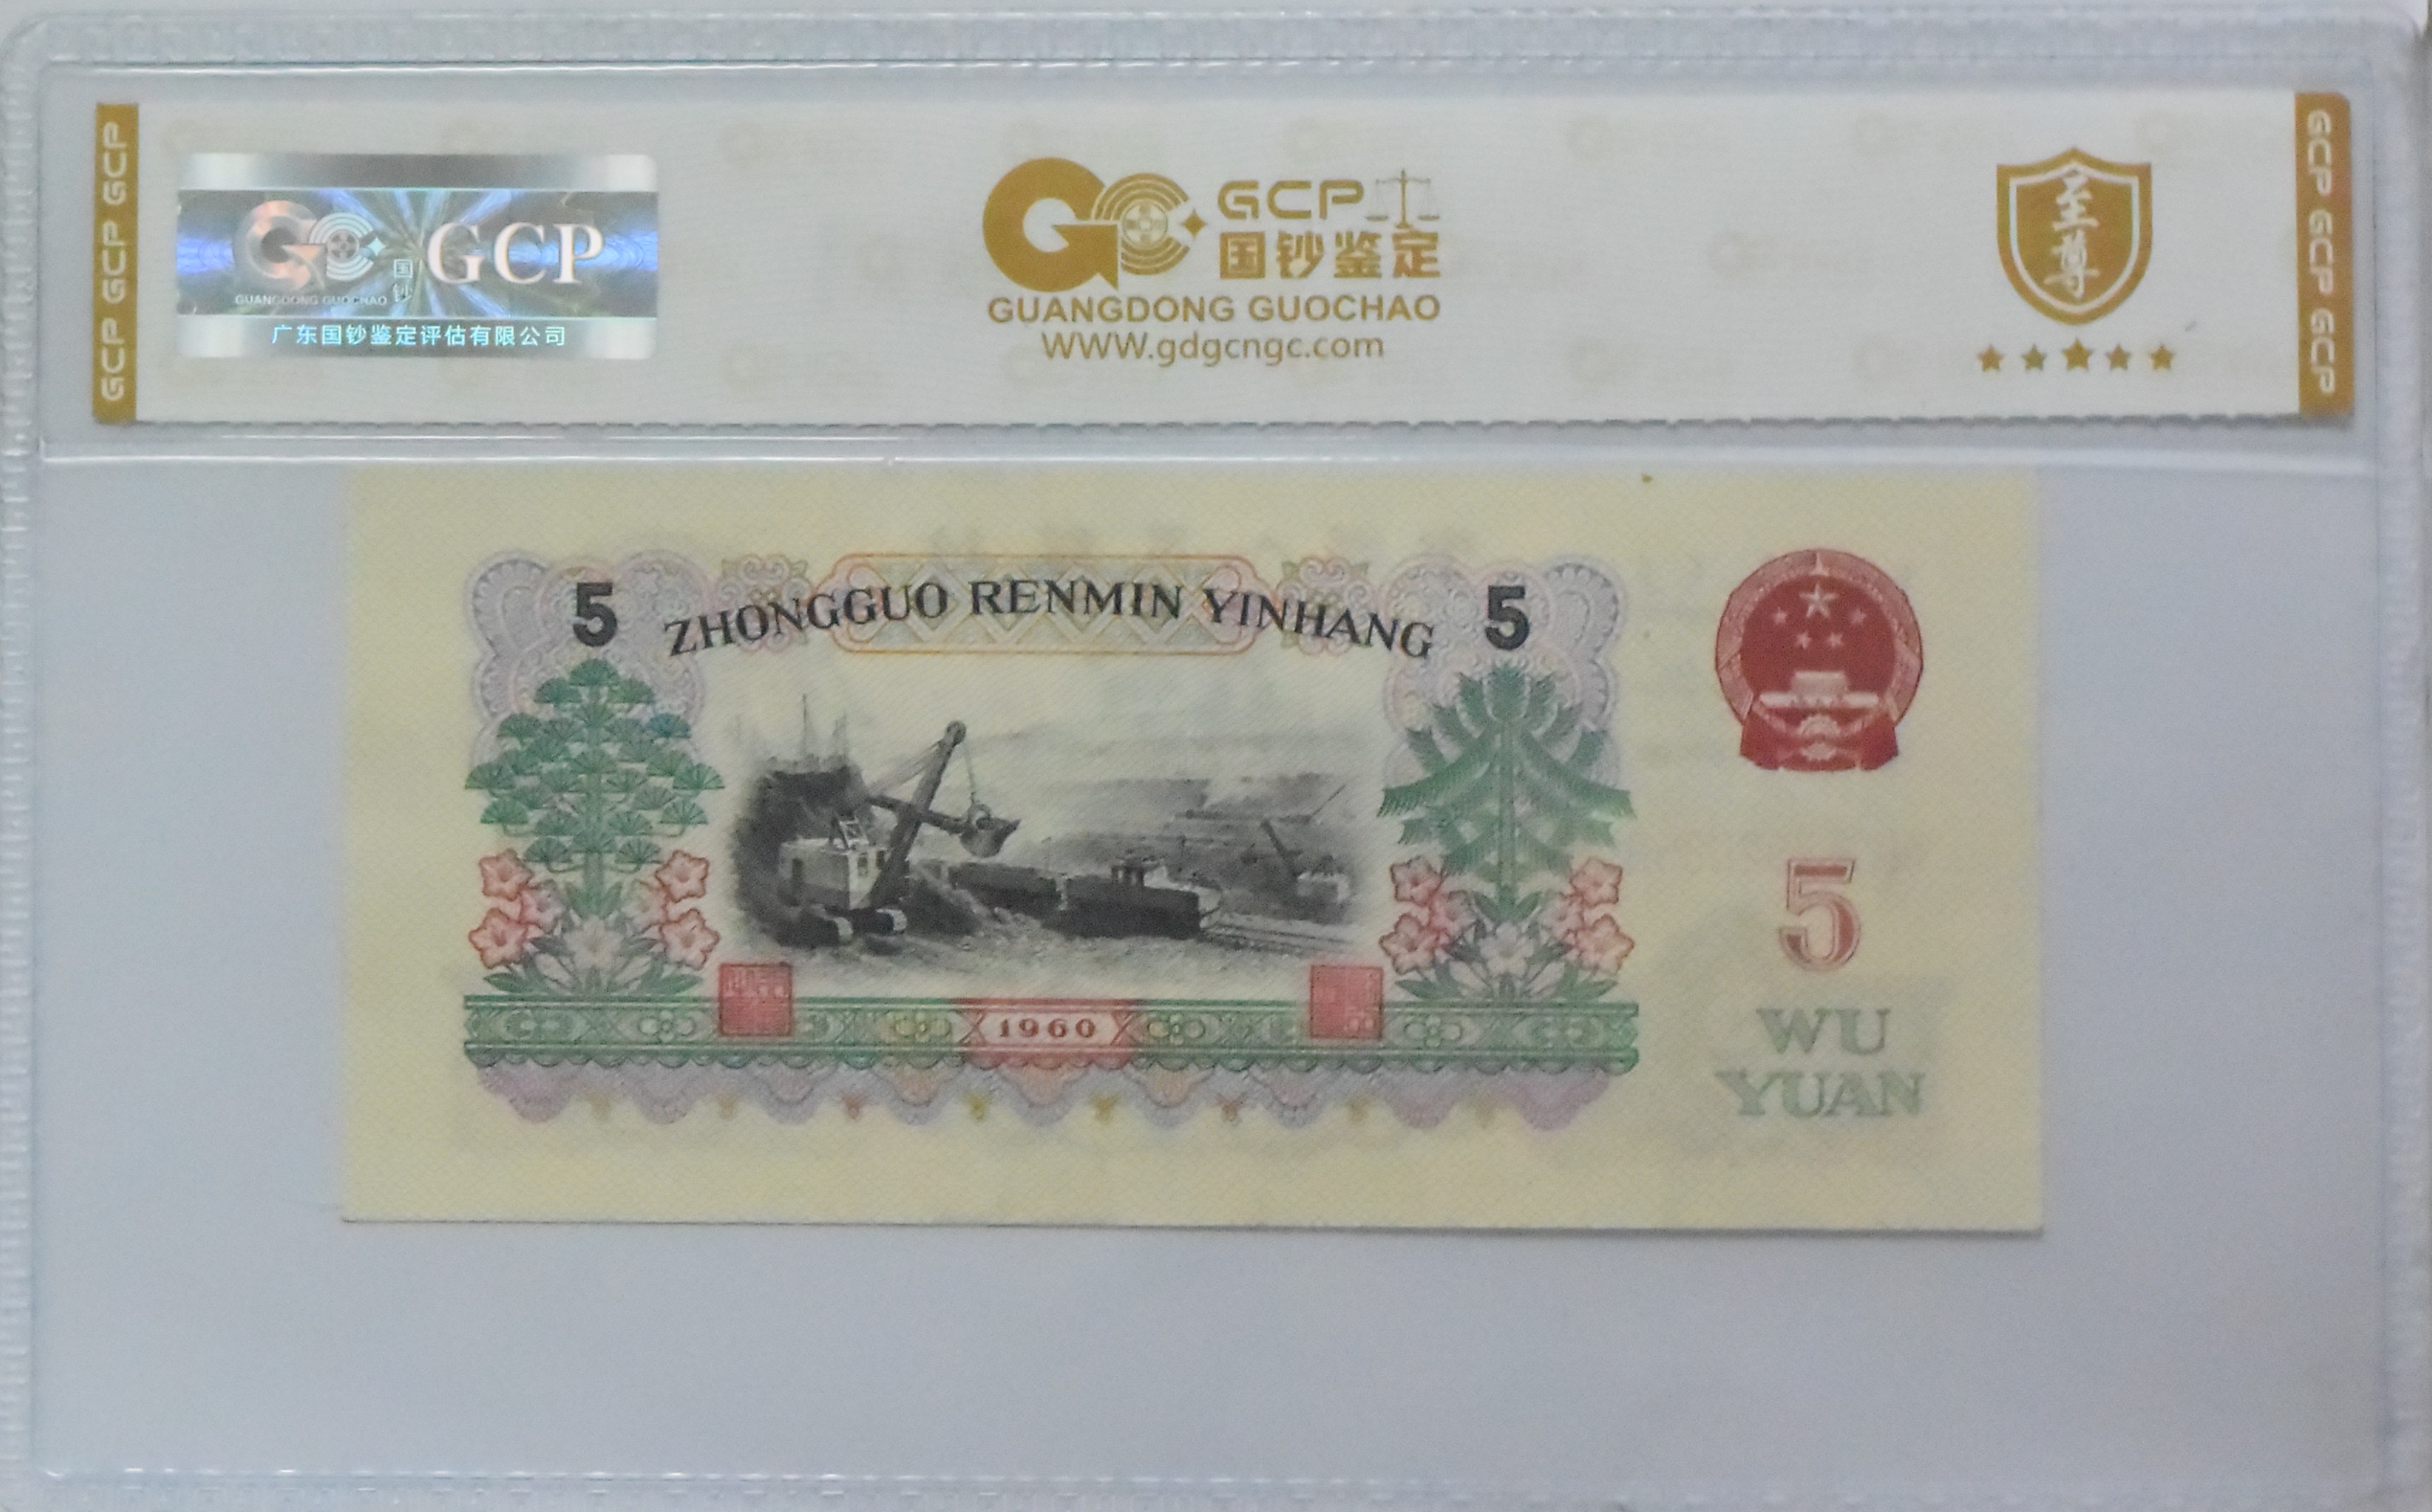 GCP GCP GCP
国钞
GCP
GUANGDONG GUOCHAO
广东国钞鉴定评估有限公司
GCP
国钞鉴定
GUANGDONG GUOCHAO
WWW.gdgcngc.com
至尊
GCP GCP GCP
5
ZHONGGUO RENMIN YINHANG
5
5
1960
WU
YUAN